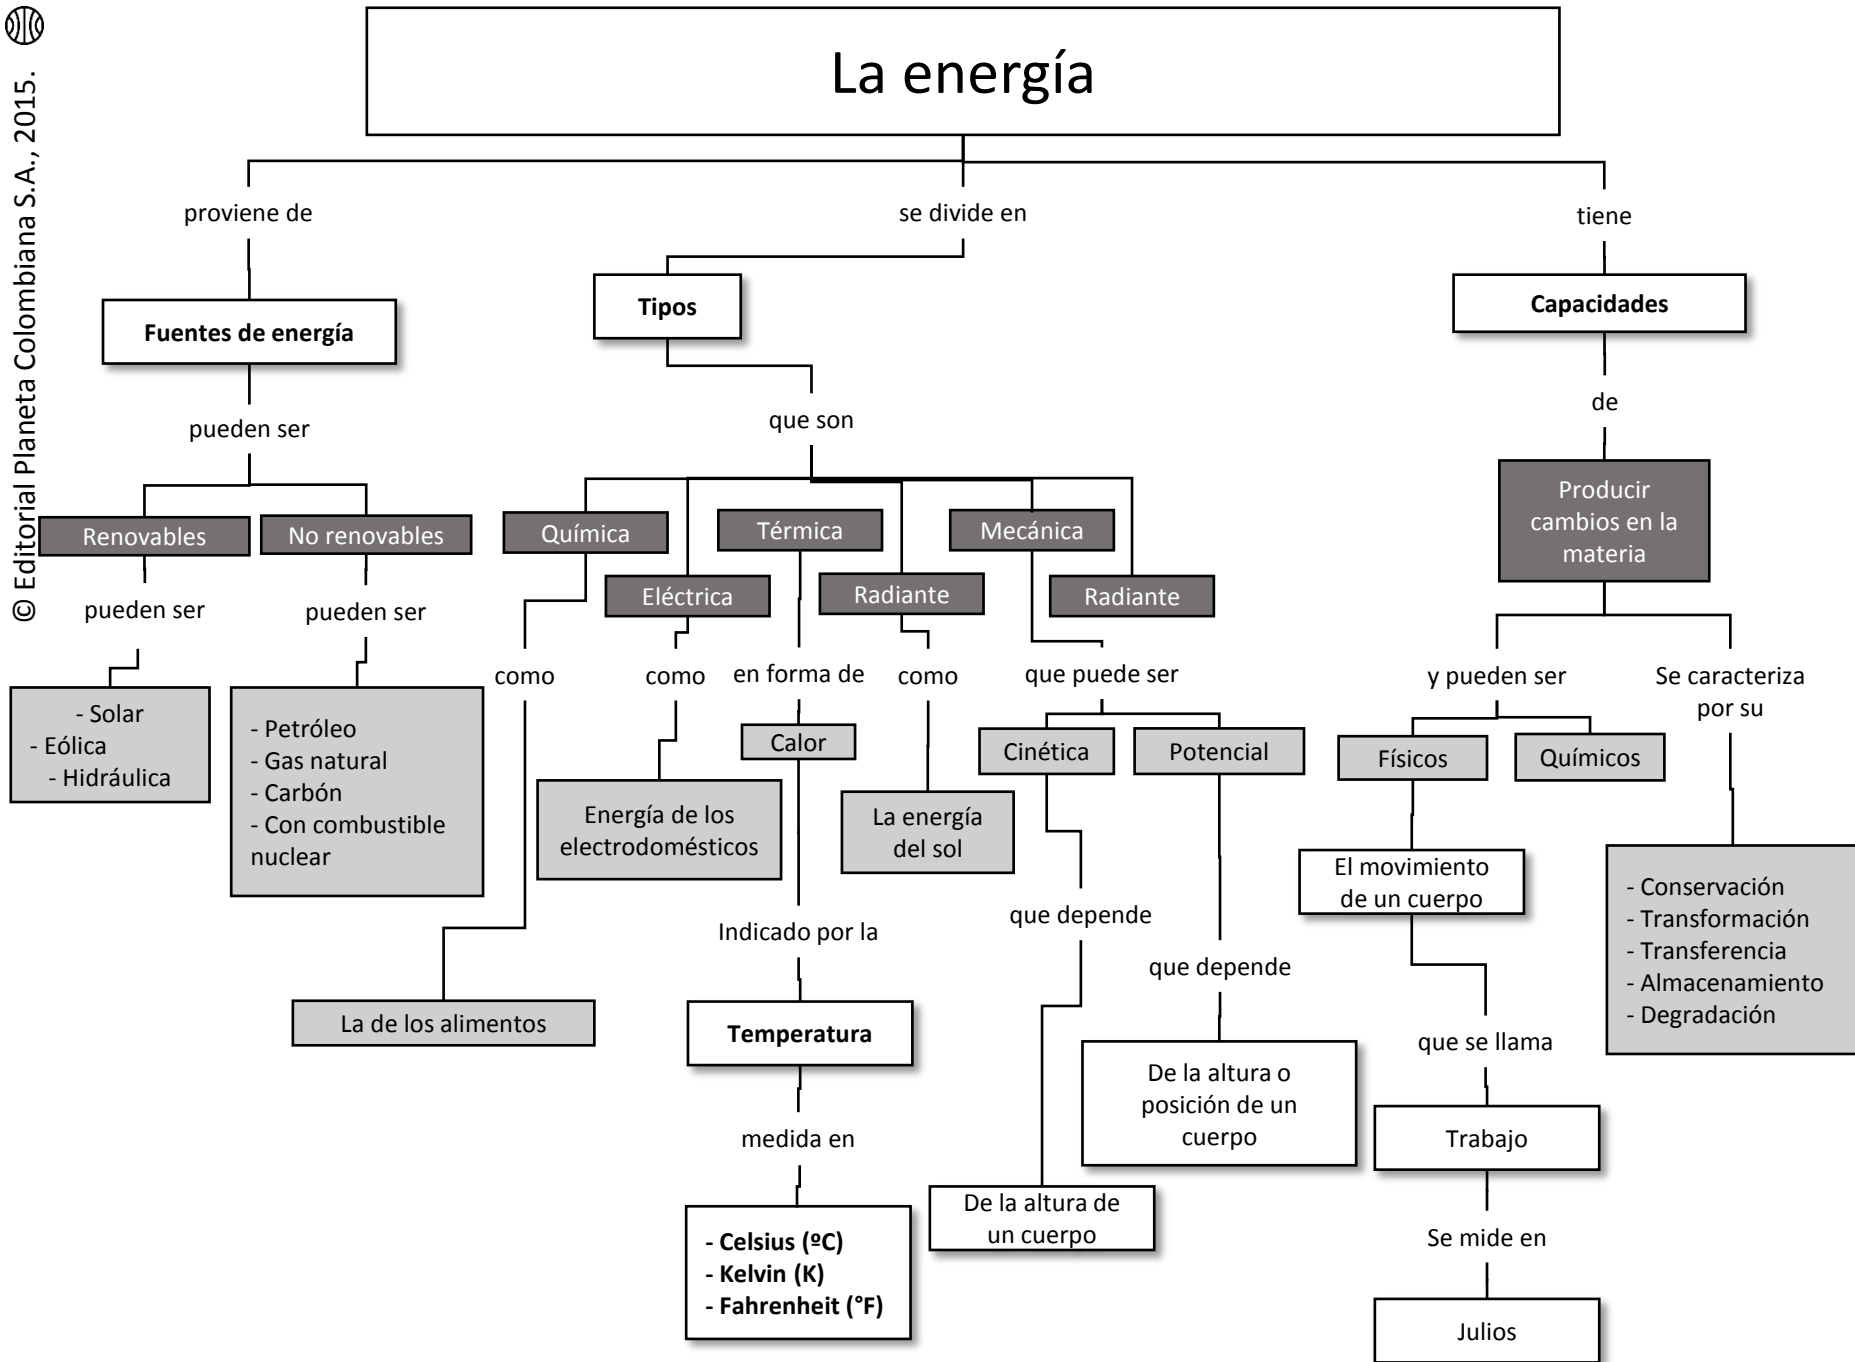 © Editorial Planeta Colombiana S.A., 2015.
La energía
proviene de
se divide en
tiene
Fuentes de energía
Tipos
Capacidades
pueden ser
que son
de
Renovables
No renovables
Química
Térmica
Mecánica
Eléctrica
Radiante
Radiante
Producir
cambios en la
materia
pueden ser
pueden ser
como
como
en forma de
como
que puede ser
y pueden ser
Se caracteriza
por su
- Solar
- Eólica
- Hidráulica
- Petróleo
- Gas natural
- Carbón
- Con combustible
nuclear
Calor
Cinética
Potencial
Físicos
Químicos
Energía de los
electrodomésticos
La energía
del sol
El movimiento
de un cuerpo
- Conservación
- Transformación
- Transferencia
- Almacenamiento
- Degradación
Indicado por la
que depende
que depende
La de los alimentos
Temperatura
De la altura o
posición de un
cuerpo
que se llama
medida en
Trabajo
De la altura de
un cuerpo
Se mide en
- Celsius (ºC)
- Kelvin (K)
- Fahrenheit (°F)
Julios